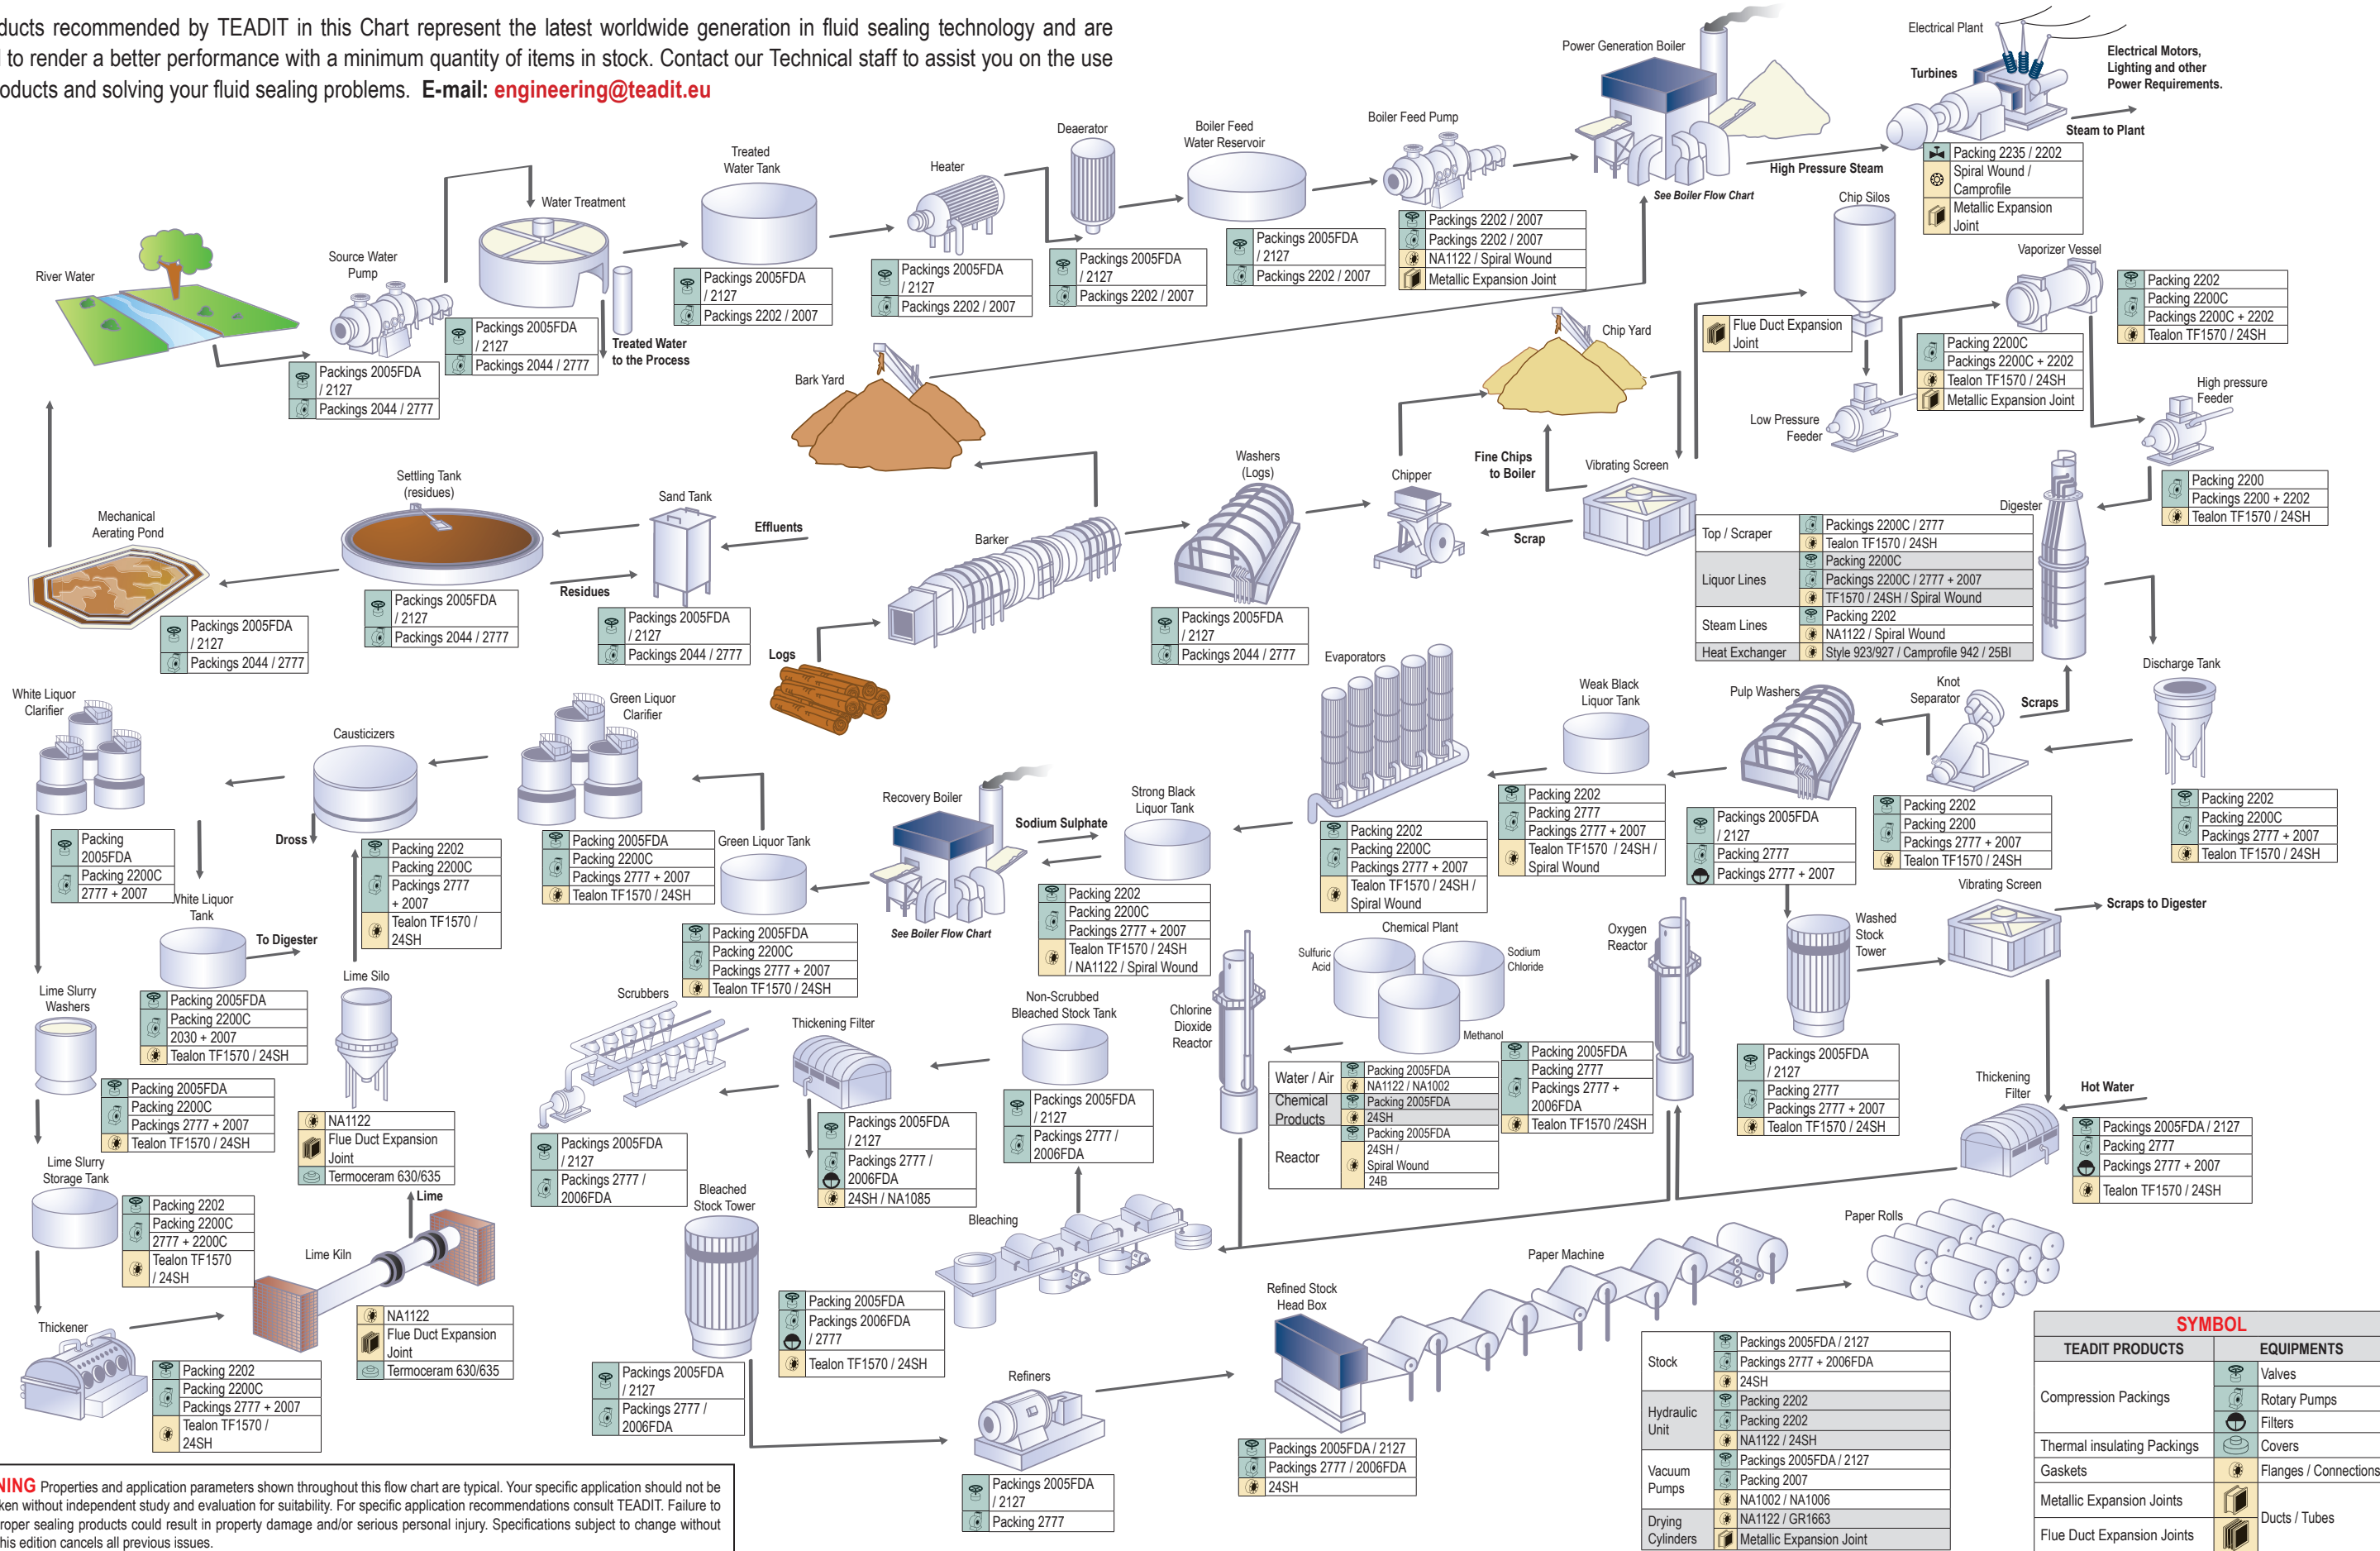 ducts recommended by TEADIT in this Chart represent the latest worldwide generation in fluid sealing technology and are
to render a better performance with a minimum quantity of items in stock. Contact our Technical staff to assist you on the use
oducts and solving your fluid sealing problems. E-mail: engineering@teadit.eu
Power Generation Boiler
See Boiler Flow Chart
High Pressure Steam
Electrical Plant
Turbines
Electrical Motors,
Lighting and other
Power Requirements.
Steam to Plant
Packing 2235 / 2202
Spiral Wound /
Camprofile
Metallic Expansion
Joint
River Water
Source Water
Pump
Packings 2005FDA
/ 2127
Packings 2044 / 2777
Water Treatment
Packings 2005FDA
/ 2127
Packings 2044 / 2777
Treated Water
to the Process
Treated
Water Tank
Packings 2005FDA
/ 2127
Packings 2202 / 2007
Heater
Packings 2005FDA
/ 2127
Packings 2202 / 2007
Deaerator
Packings 2005FDA
/ 2127
Packings 2202 / 2007
Boiler Feed
Water Reservoir
Packings 2005FDA
/ 2127
Packings 2202 / 2007
Boiler Feed Pump
Packings 2202 / 2007
Packings 2202 / 2007
NA1122 / Spiral Wound
Metallic Expansion Joint
Chip Silos
Flue Duct Expansion
Joint
Vaporizer Vessel
Packing 2202
Packing 2200C
Packings 2200C + 2202
Tealon TF1570 / 24SH
Low Pressure
Feeder
Packing 2200C
Packings 2200C + 2202
Tealon TF1570 / 24SH
Metallic Expansion Joint
High pressure
Feeder
Packing 2200
Packings 2200 + 2202
Tealon TF1570 / 24SH
Bark Yard
Chip Yard
Mechanical
Aerating Pond
Packings 2005FDA
/ 2127
Packings 2044 / 2777
Settling Tank
(residues)
Packings 2005FDA
/ 2127
Packings 2044 / 2777
Sand Tank
Effluents
Residues
Packings 2005FDA
/ 2127
Packings 2044 / 2777
Logs
Barker
Washers
(Logs)
Packings 2005FDA
/ 2127
Packings 2044 / 2777
Chipper
Fine Chips
to Boiler
Scrap
Vibrating Screen
Digester
Top / Scraper
Packings 2200C / 2777
Tealon TF1570 / 24SH
Liquor Lines
Packing 2200C
Packings 2200C / 2777 + 2007
TF1570 / 24SH / Spiral Wound
Steam Lines
Packing 2202
NA1122 / Spiral Wound
Heat Exchanger
Style 923/927 / Camprofile 942 / 25BI
White Liquor
Clarifier
Packing
2005FDA
Packing 2200C
2777 + 2007
Causticizers
Dross
Packing 2202
Packing 2200C
Packings 2777
+ 2007
Tealon TF1570 /
24SH
Green Liquor
Clarifier
Packing 2005FDA
Packing 2200C
Packings 2777 + 2007
Tealon TF1570 / 24SH
Green Liquor Tank
Packing 2005FDA
Packing 2200C
Packings 2777 + 2007
Tealon TF1570 / 24SH
Recovery Boiler
See Boiler Flow Chart
Sodium Sulphate
Strong Black
Liquor Tank
Packing 2202
Packing 2200C
Packings 2777 + 2007
Tealon TF1570 / 24SH
/ NA1122 / Spiral Wound
Evaporators
Packing 2202
Packing 2200C
Packings 2777 + 2007
Tealon TF1570 / 24SH /
Spiral Wound
Weak Black
Liquor Tank
Packing 2202
Packing 2777
Packings 2777 + 2007
Tealon TF1570 / 24SH /
Spiral Wound
Pulp Washers
Packings 2005FDA
/ 2127
Packing 2777
Packings 2777 + 2007
Knot
Separator
Scraps
Packing 2202
Packing 2200
Packings 2777 + 2007
Tealon TF1570 / 24SH
Discharge Tank
Packing 2202
Packing 2200C
Packings 2777 + 2007
Tealon TF1570 / 24SH
White Liquor
Tank
To Digester
Packing 2005FDA
Packing 2200C
2030 + 2007
Tealon TF1570 / 24SH
Lime Slurry
Washers
Packing 2005FDA
Packing 2200C
Packings 2777 + 2007
Tealon TF1570 / 24SH
Lime Silo
NA1122
Flue Duct Expansion
Joint
Termoceram 630/635
Lime
Lime Slurry
Storage Tank
Packing 2202
Packing 2200C
2777 + 2200C
Tealon TF1570
/ 24SH
Lime Kiln
NA1122
Flue Duct Expansion
Joint
Termoceram 630/635
Thickener
Packing 2202
Packing 2200C
Packings 2777 + 2007
Tealon TF1570 /
24SH
Scrubbers
Packings 2005FDA
/ 2127
Packings 2777 /
2006FDA
Thickening Filter
Packings 2005FDA
/ 2127
Packings 2777 /
2006FDA
24SH / NA1085
Non-Scrubbed
Bleached Stock Tank
Packings 2005FDA
/ 2127
Packings 2777 /
2006FDA
Chlorine
Dioxide
Reactor
Chemical Plant
Sulfuric
Acid
Sodium
Chloride
Methanol
Water / Air
Packing 2005FDA
NA1122 / NA1002
Chemical
Products
Packing 2005FDA
24SH
Reactor
Packing 2005FDA
24SH /
Spiral Wound
24B
Oxygen
Reactor
Packing 2005FDA
Packing 2777
Packings 2777 +
2006FDA
Tealon TF1570 /24SH
Washed
Stock
Tower
Packings 2005FDA
/ 2127
Packing 2777
Packings 2777 + 2007
Tealon TF1570 / 24SH
Vibrating Screen
Scraps to Digester
Thickening
Filter
Hot Water
Packings 2005FDA / 2127
Packing 2777
Packings 2777 + 2007
Tealon TF1570 / 24SH
Bleached
Stock Tower
Packings 2005FDA
/ 2127
Packings 2777 /
2006FDA
Bleaching
Packing 2005FDA
Packings 2006FDA
/ 2777
Tealon TF1570 / 24SH
Refiners
Packings 2005FDA
/ 2127
Packing 2777
Refined Stock
Head Box
Packings 2005FDA / 2127
Packings 2777 / 2006FDA
24SH
Paper Machine
Paper Rolls
Stock
Packings 2005FDA / 2127
Packings 2777 + 2006FDA
24SH
Hydraulic
Unit
Packing 2202
Packing 2202
NA1122 / 24SH
Vacuum
Pumps
Packings 2005FDA / 2127
Packing 2007
NA1002 / NA1006
Drying
Cylinders
NA1122 / GR1663
Metallic Expansion Joint
SYMBOL
TEADIT PRODUCTS
EQUIPMENTS
Compression Packings
Valves
Rotary Pumps
Filters
Thermal insulating Packings
Covers
Gaskets
Flanges / Connections
Metallic Expansion Joints
Ducts / Tubes
Flue Duct Expansion Joints
NING Properties and application parameters shown throughout this flow chart are typical. Your specific application should not be
ken without independent study and evaluation for suitability. For specific application recommendations consult TEADIT. Failure to
roper sealing products could result in property damage and/or serious personal injury. Specifications subject to change without
his edition cancels all previous issues.